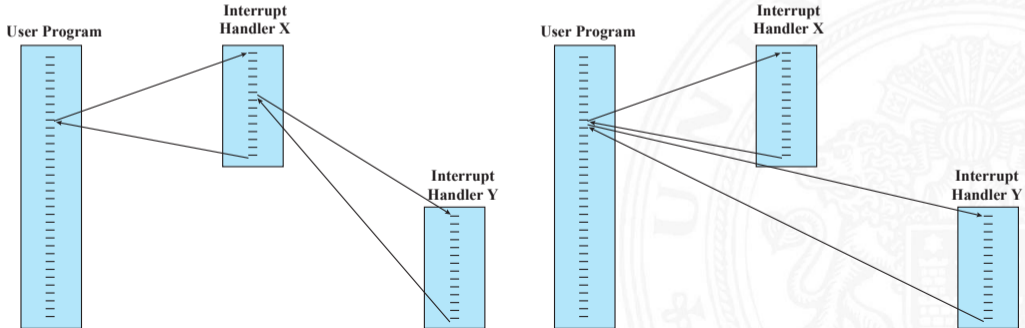 Interrupt
Handler X
User Program
Interrupt
Handler Y
Interrupt
Handler X
User Program
Interrupt
Handler Y